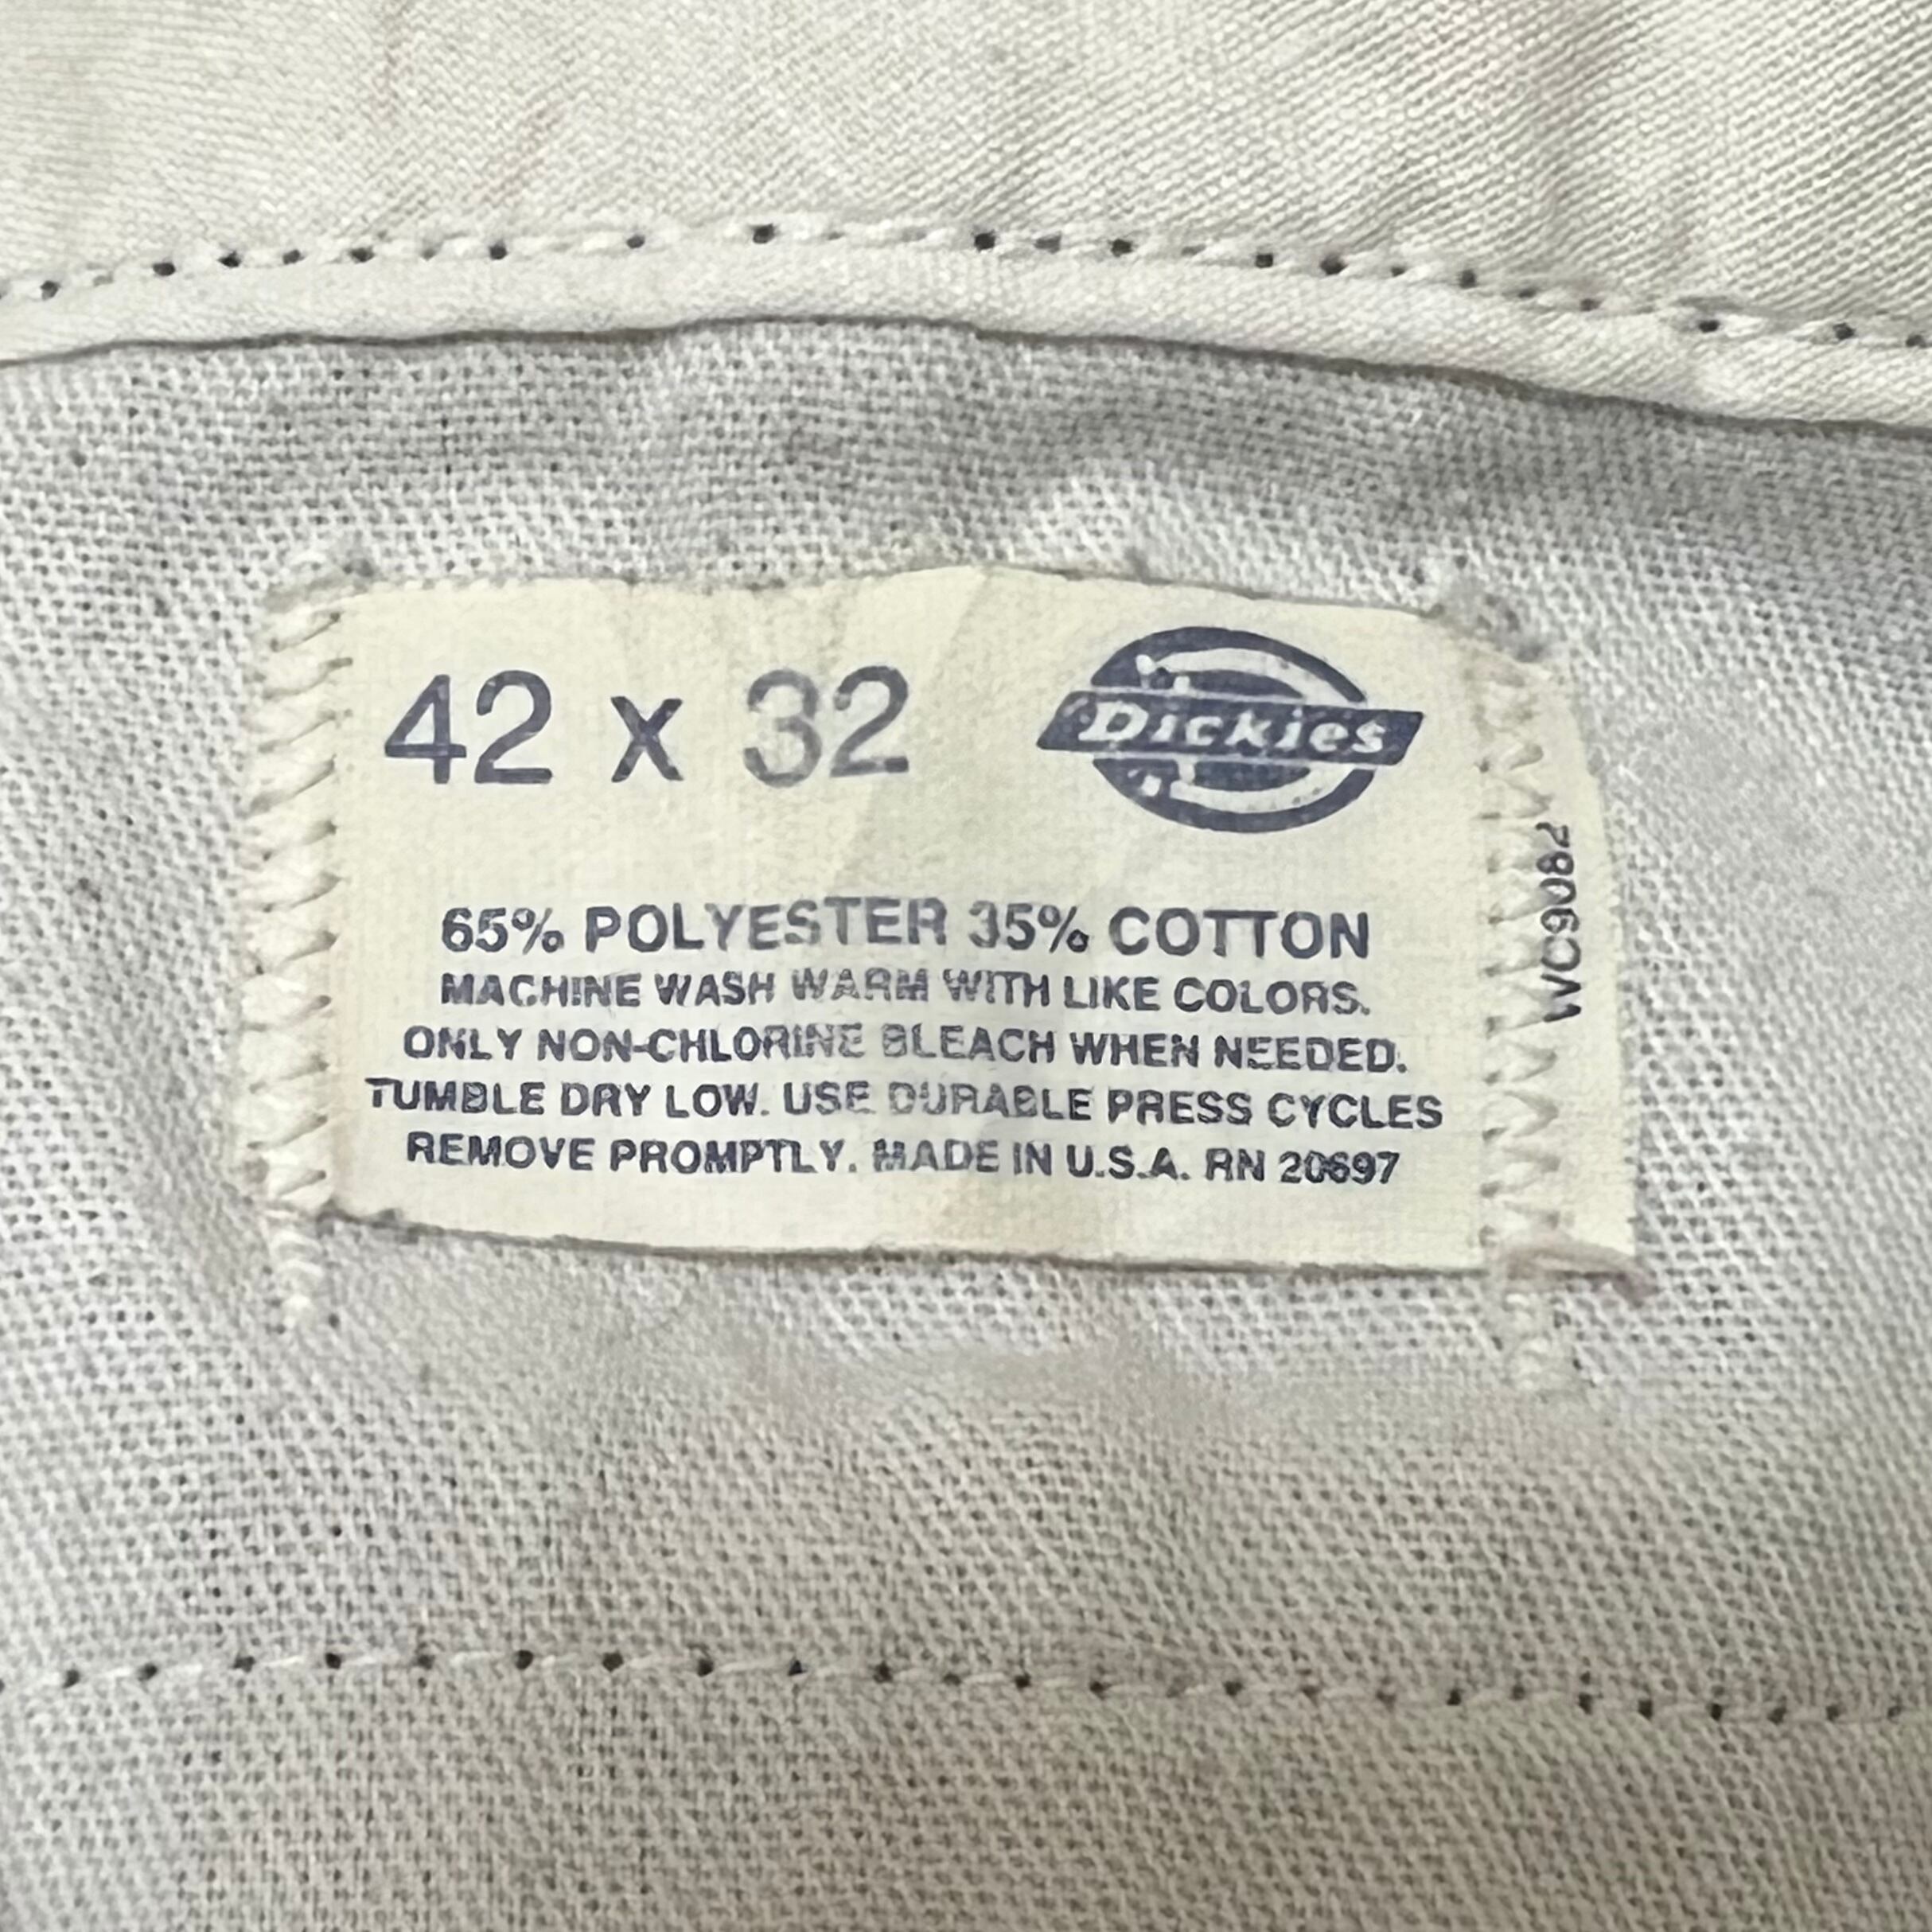 42 x 32
Dickies
65% POLYESTER 35% COTTON
MACHINE WASH WARM WITH LIKE COLORS.
ONLY NON-CHLORINE BLEACH WHEN NEEDED.
TUMBLE DRY LOW. USE DURABLE PRESS CYCLES
REMOVE PROMPTLY. MADE IN U.S.A. RN 20697